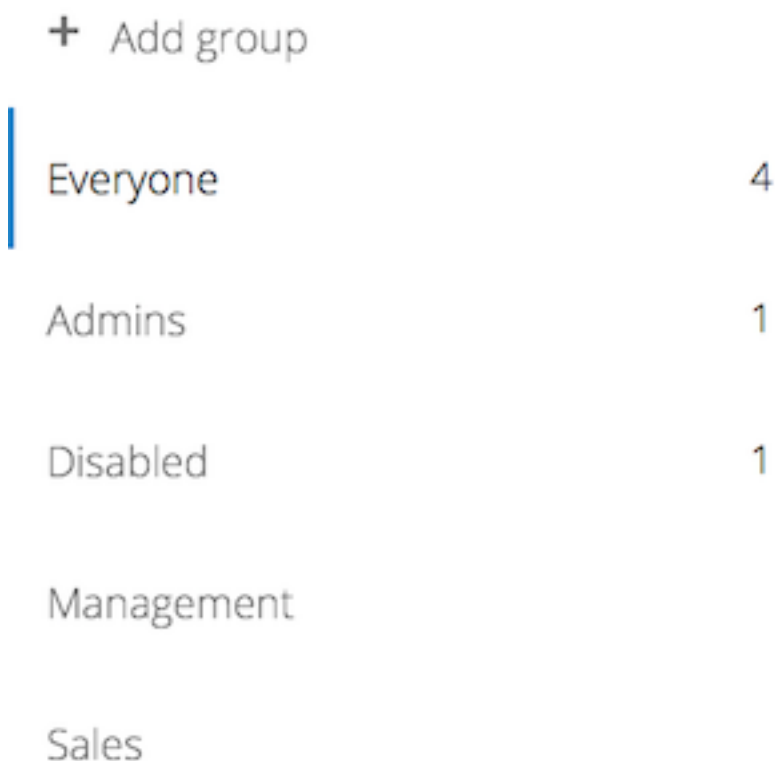 + Add group
Everyone 4
Admins 1
Disabled 1
Management
Sales